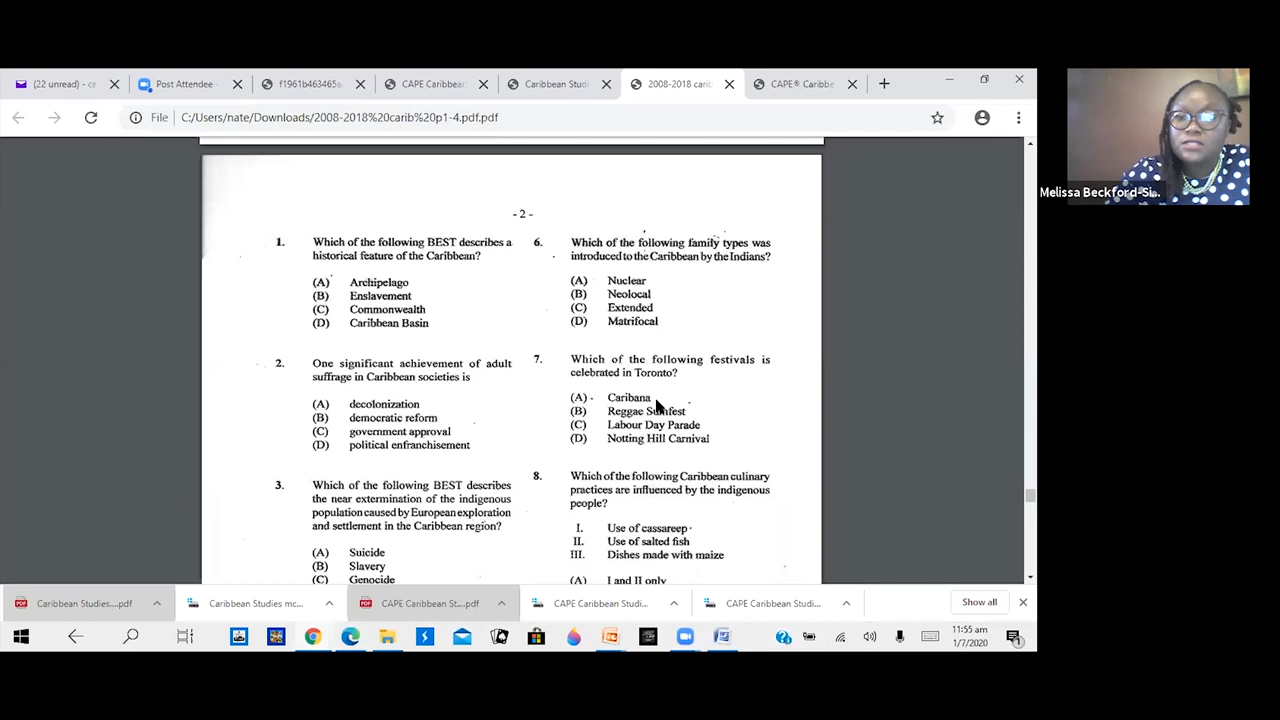 (22 unread) - ca
Post Attendee -
f1961b463465a
CAPE Caribbean
Caribbean Studi
2008-2018 carib
CAPE® Caribbe
File
C:/Users/nate/Downloads/2008-2018%20carib%20p1-4.pdf.pdf
Melissa Beckford-Si...
- 2 -
1. Which of the following BEST describes a
historical feature of the Caribbean?
(A) Archipelago
(B) Enslavement
(C) Commonwealth
(D) Caribbean Basin
2. One significant achievement of adult
suffrage in Caribbean societies is
(A) decolonization
(B) democratic reform
(C) government approval
(D) political enfranchisement
3. Which of the following BEST describes
the near extermination of the indigenous
population caused by European exploration
and settlement in the Caribbean region?
(A) Suicide
(B) Slavery
(C) Genocide
6. Which of the following family types was
introduced to the Caribbean by the Indians?
(A) Nuclear
(B) Neolocal
(C) Extended
(D) Matrifocal
7. Which of the following festivals is
celebrated in Toronto?
(A) Caribana
(B) Reggae Sumfest
(C) Labour Day Parade
(D) Notting Hill Carnival
8. Which of the following Caribbean culinary
practices are influenced by the indigenous
people?
I. Use of cassareep
II. Use of salted fish
III. Dishes made with maize
(A) I and II only
Caribbean Studies....pdf
Caribbean Studies mc...
CAPE Caribbean St....pdf
CAPE Caribbean Studi...
CAPE Caribbean Studi...
Show all
11:55 am
1/7/2020